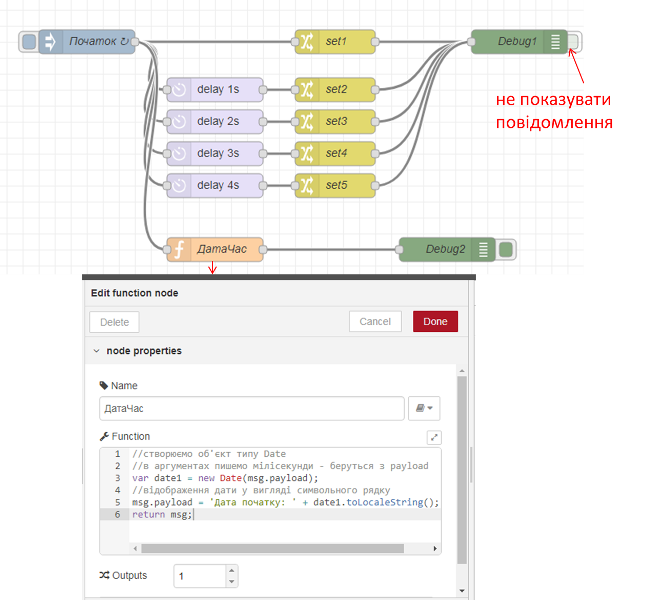 Початок ↻
set1
Debug1
не показувати
повідомлення
delay 1s
set2
delay 2s
set3
delay 3s
set4
delay 4s
set5
ДатаЧас
Debug2
Edit function node
Delete
Cancel
Done
node properties
Name
ДатаЧас
Function
1 //створюємо об'єкт типу Date
2 //в аргументах пишемо мілісекунди - беруться з payload
3 var date1 = new Date(msg.payload);
4 //відображення дати у вигляді символьного рядку
5 msg.payload = 'Дата початку: ' + date1.toLocaleString();
6 return msg;
Outputs
1